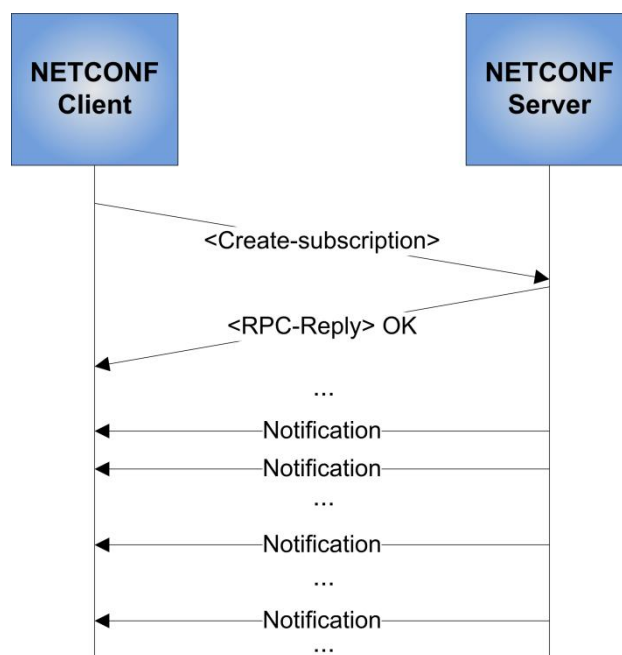 NETCONF
Client
NETCONF
Server
<Create-subscription>
<RPC-Reply> OK
...
Notification
Notification
...
Notification
...
Notification
...